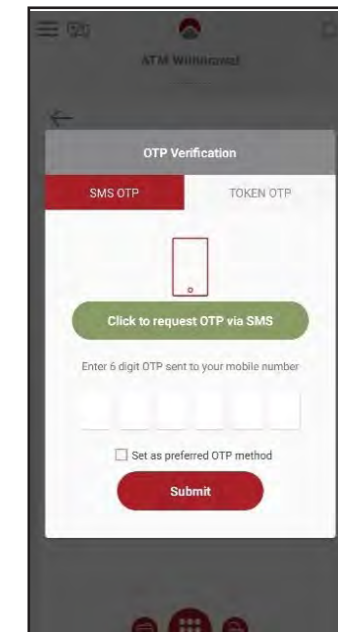 ATM Withdrawal
OTP Verification
SMS OTP
TOKEN OTP
Click to request OTP via SMS
Enter 6 digit OTP sent to your mobile number
Set as preferred OTP method
Submit